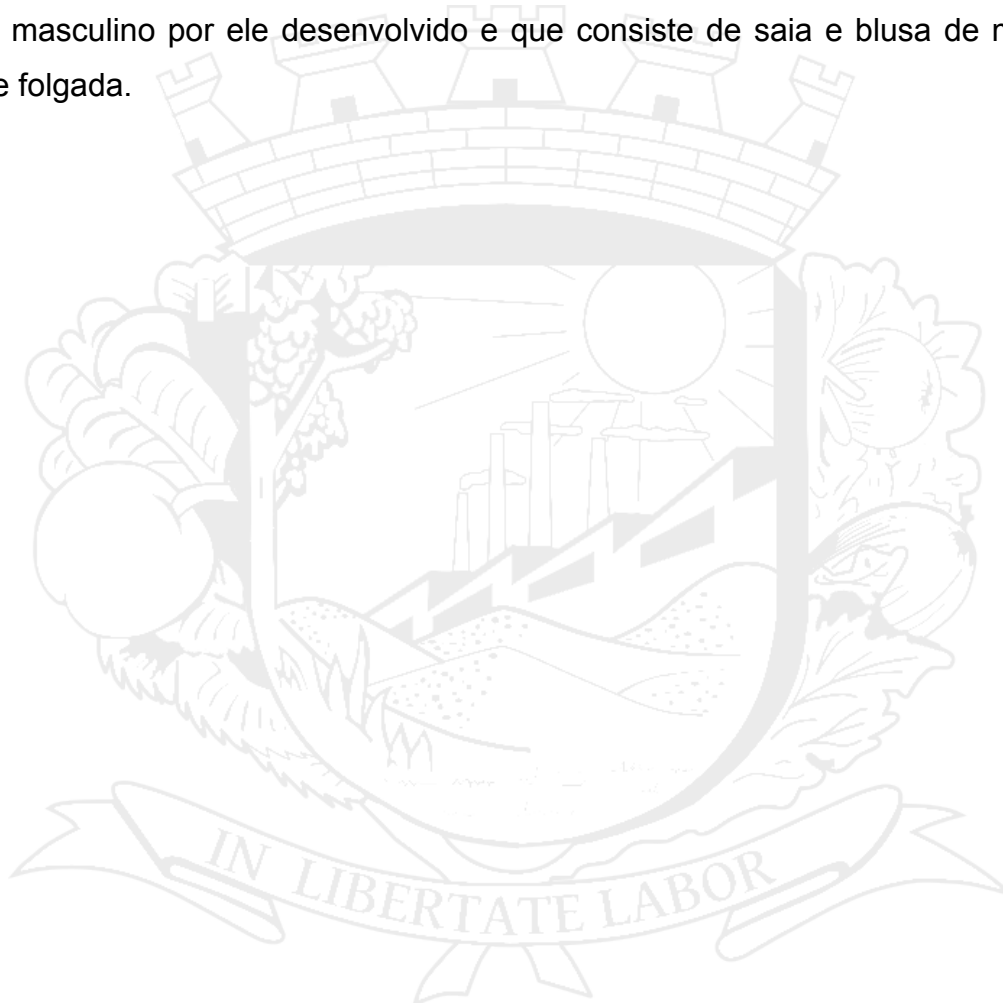 masculino por ele desenvolvido e que consiste de saia e blusa de
e folgada.
IN LIBERTATE LABOR